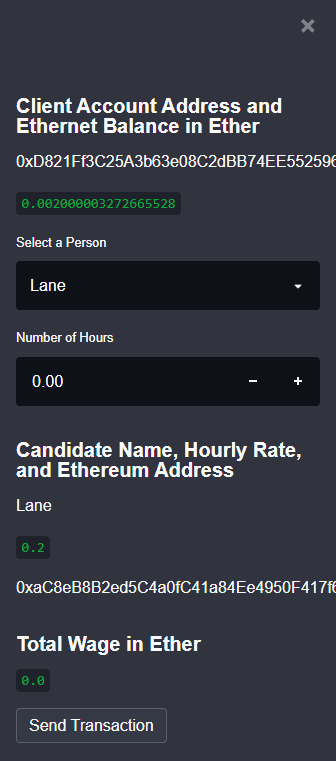 ×
Client Account Address and
Ethernet Balance in Ether
0xD821Ff3C25A3b63e08C2dBB74EE552596
0.002000003272665528
Select a Person
Lane
Number of Hours
0.00 − +
Candidate Name, Hourly Rate,
and Ethereum Address
Lane
0.2
0xaC8eB8B2ed5C4a0fC41a84Ee4950F417f6
Total Wage in Ether
0.0
Send Transaction